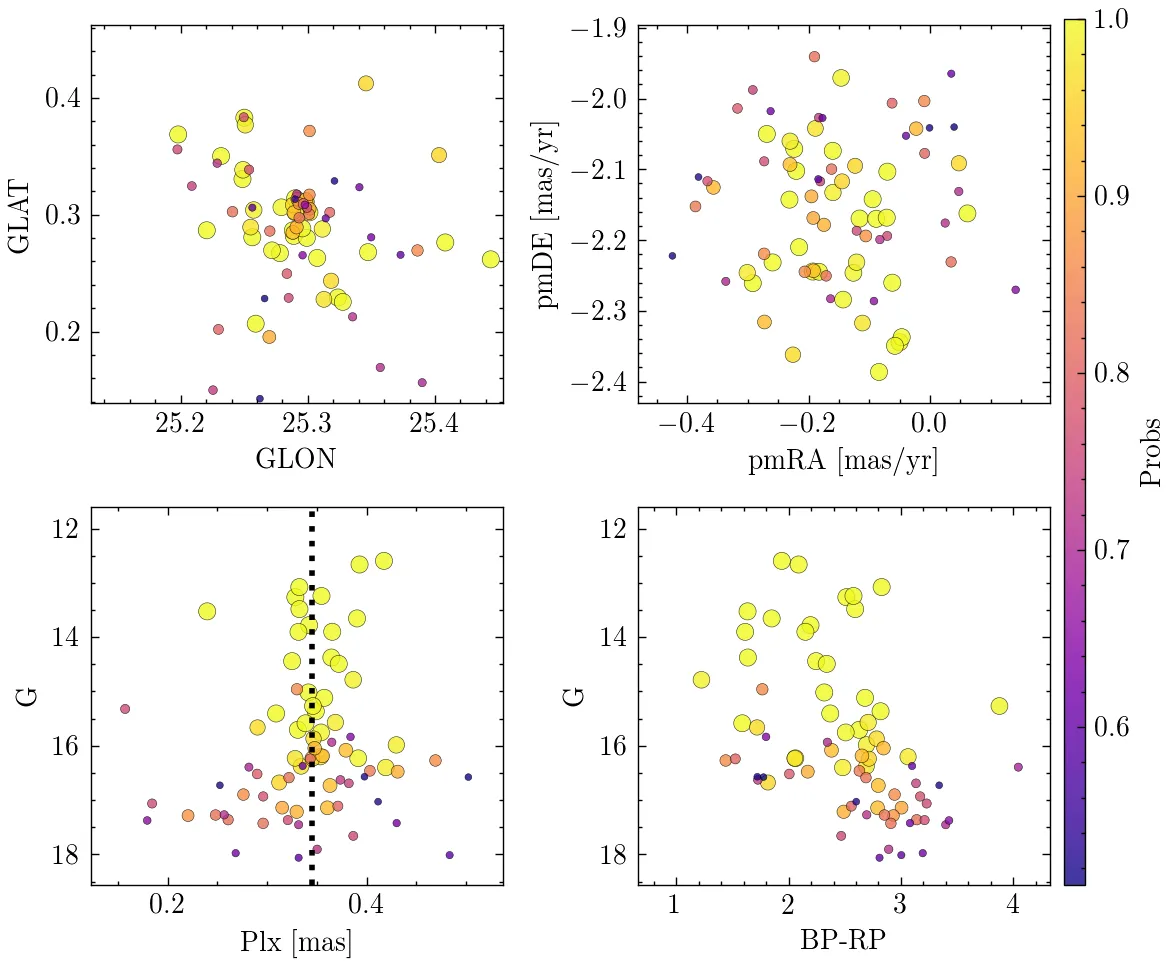 GLAT
0.4
0.3
0.2
25.2 25.3 25.4
GLON
pmDE [mas/yr]
−1.9
−2.0
−2.1
−2.2
−2.3
−2.4
−0.4 −0.2 0.0
pmRA [mas/yr]
G
12
14
16
18
0.2 0.4
Plx [mas]
G
12
14
16
18
1 2 3 4
BP-RP
1.0
0.9
0.8
0.7
0.6
Probs